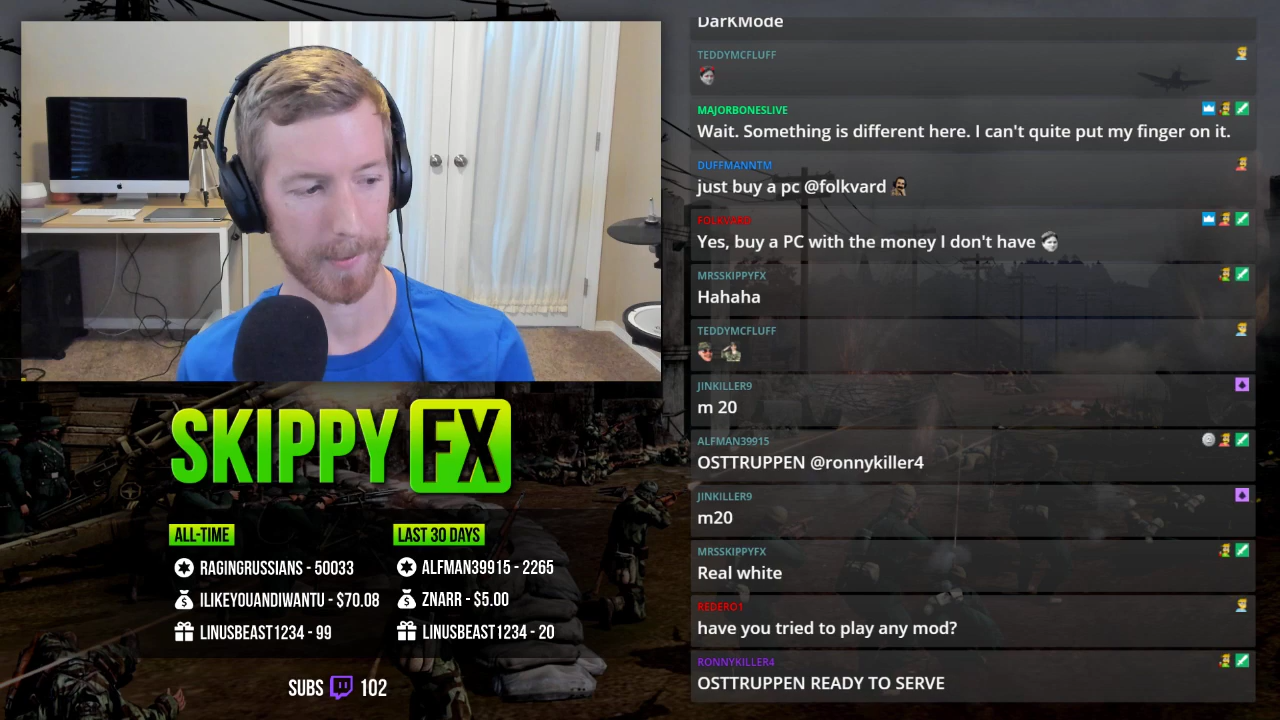 DarKMode
TEDDYMCFLUFF
MAJORBONESLIVE
Wait. Something is different here. I can't quite put my finger on it.
DUFFMANNTM
just buy a pc @folkvard
FOLKVARD
Yes, buy a PC with the money I don't have
MRSSKIPPYFX
Hahaha
TEDDYMCFLUFF
JINKILLER9
m 20
ALFMAN39915
OSTTRUPPEN @ronnykiller4
JINKILLER9
m20
MRSSKIPPYFX
Real white
REDERO1
have you tried to play any mod?
RONNYKILLER4
OSTTRUPPEN READY TO SERVE
SKIPPY FX
ALL-TIME
RAGINGRUSSIANS - 50033
ILIKEYOUANDIWANTU - $70.08
LINUSBEAST1234 - 99
LAST 30 DAYS
ALFMAN39915 - 2265
ZNARR - $5.00
LINUSBEAST1234 - 20
SUBS 102